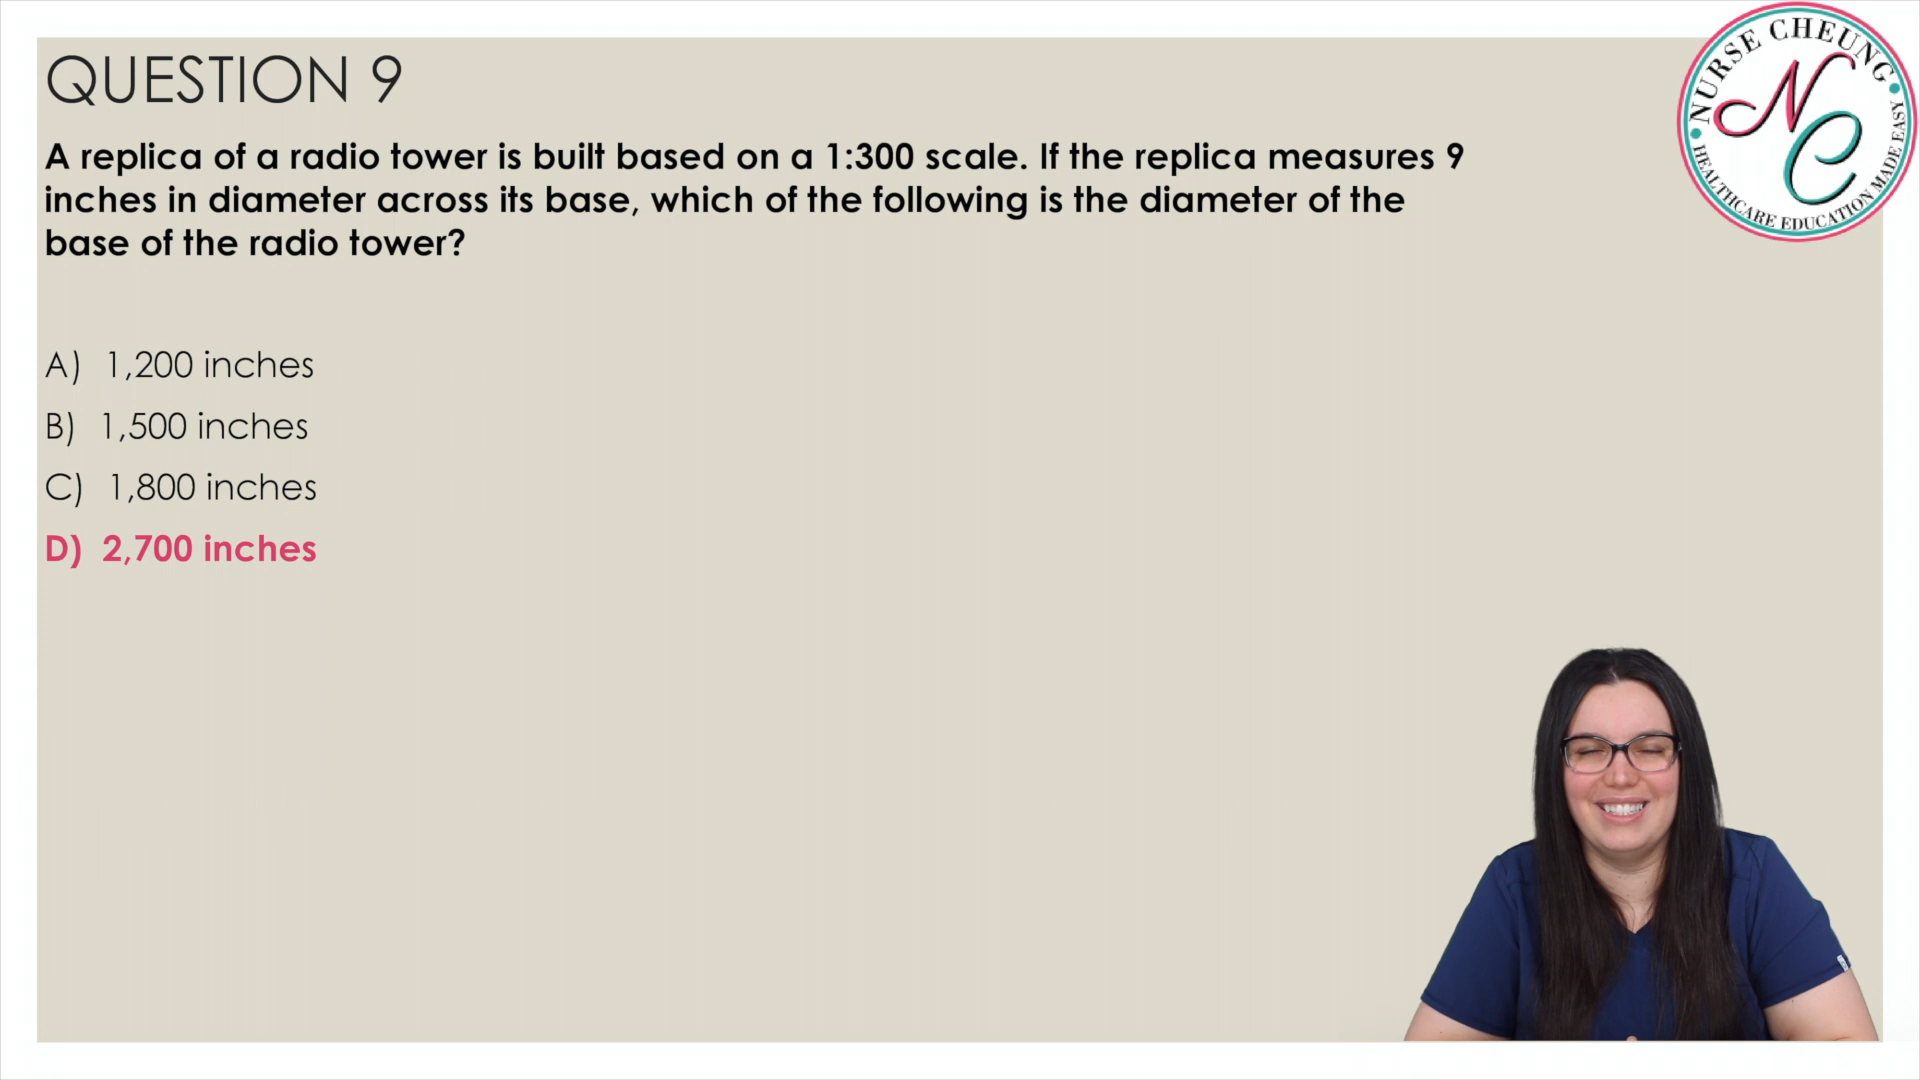 QUESTION 9
A replica of a radio tower is built based on a 1:300 scale. If the replica measures 9
inches in diameter across its base, which of the following is the diameter of the
base of the radio tower?
A) 1,200 inches
B) 1,500 inches
C) 1,800 inches
D) 2,700 inches
NURSE CHEUNG
NC
HEALTHCARE EDUCATION MADE EASY